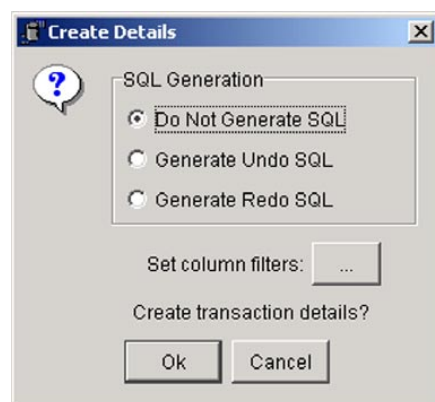 Create Details
SQL Generation
Do Not Generate SQL
Generate Undo SQL
Generate Redo SQL
Set column filters: ...
Create transaction details?
Ok Cancel